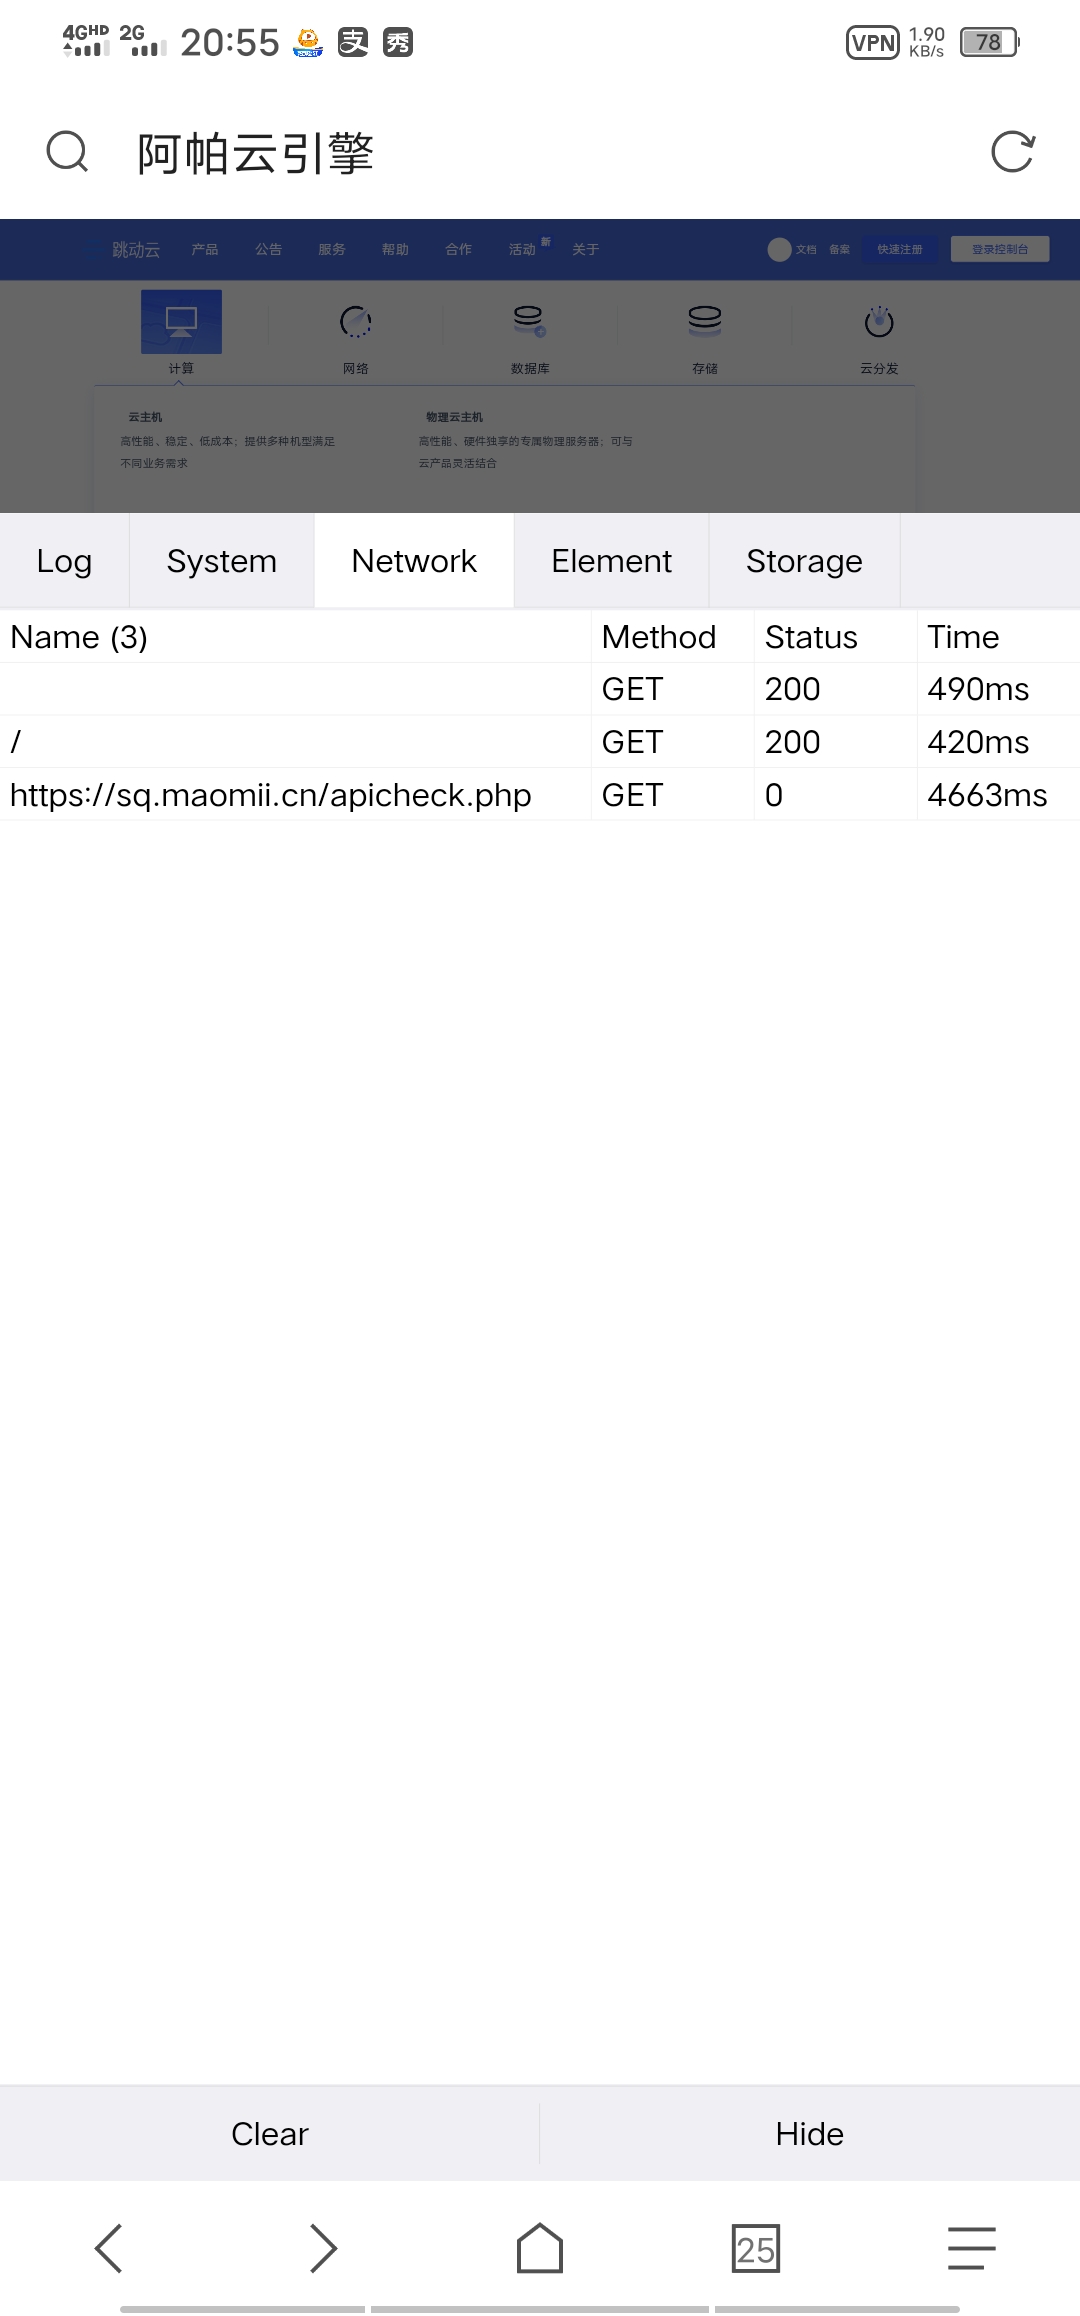 4GHD 2G 20:55 支 秀 VPN 1.90 KB/s 78
阿帕云引擎
跳动云 产品 公告 服务 帮助 合作 活动 新 关于 文档 备案 快速注册 登录控制台
计算 网络 数据库 存储 云分发
云主机 物理云主机
高性能、稳定、低成本；提供多种机型满足 高性能、硬件独享的专属物理服务器；可与
不同业务需求 云产品灵活结合
Log System Network Element Storage
Name (3) Method Status Time
GET 200 490ms
/ GET 200 420ms
https://sq.maomii.cn/apicheck.php GET 0 4663ms
Clear Hide
25